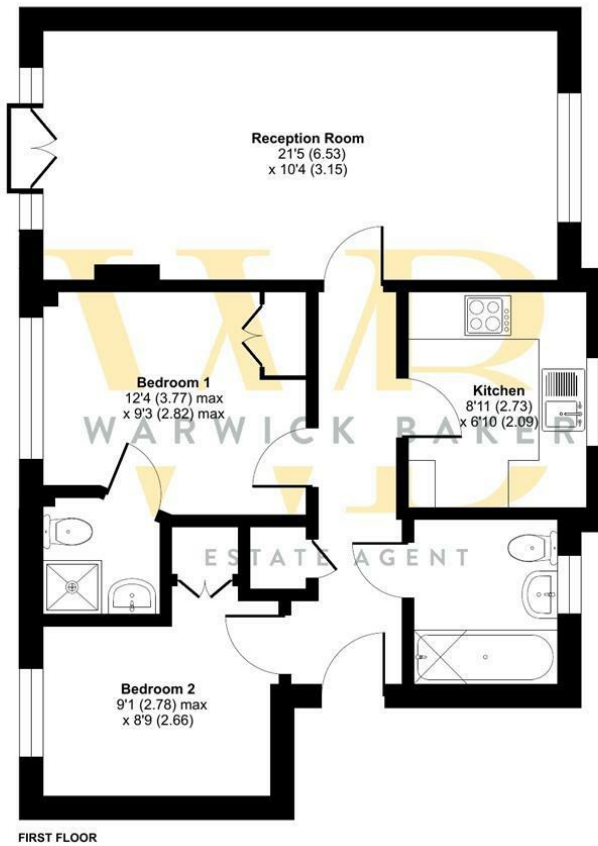 Reception Room
21'5 (6.53)
x 10'4 (3.15)
Bedroom 1
12'4 (3.77) max
x 9'3 (2.82) max
Kitchen
8'11 (2.73)
x 6'10 (2.09)
WB
WARWICK BAKER
ESTATE AGENT
Bedroom 2
9'1 (2.78) max
x 8'9 (2.66)
FIRST FLOOR